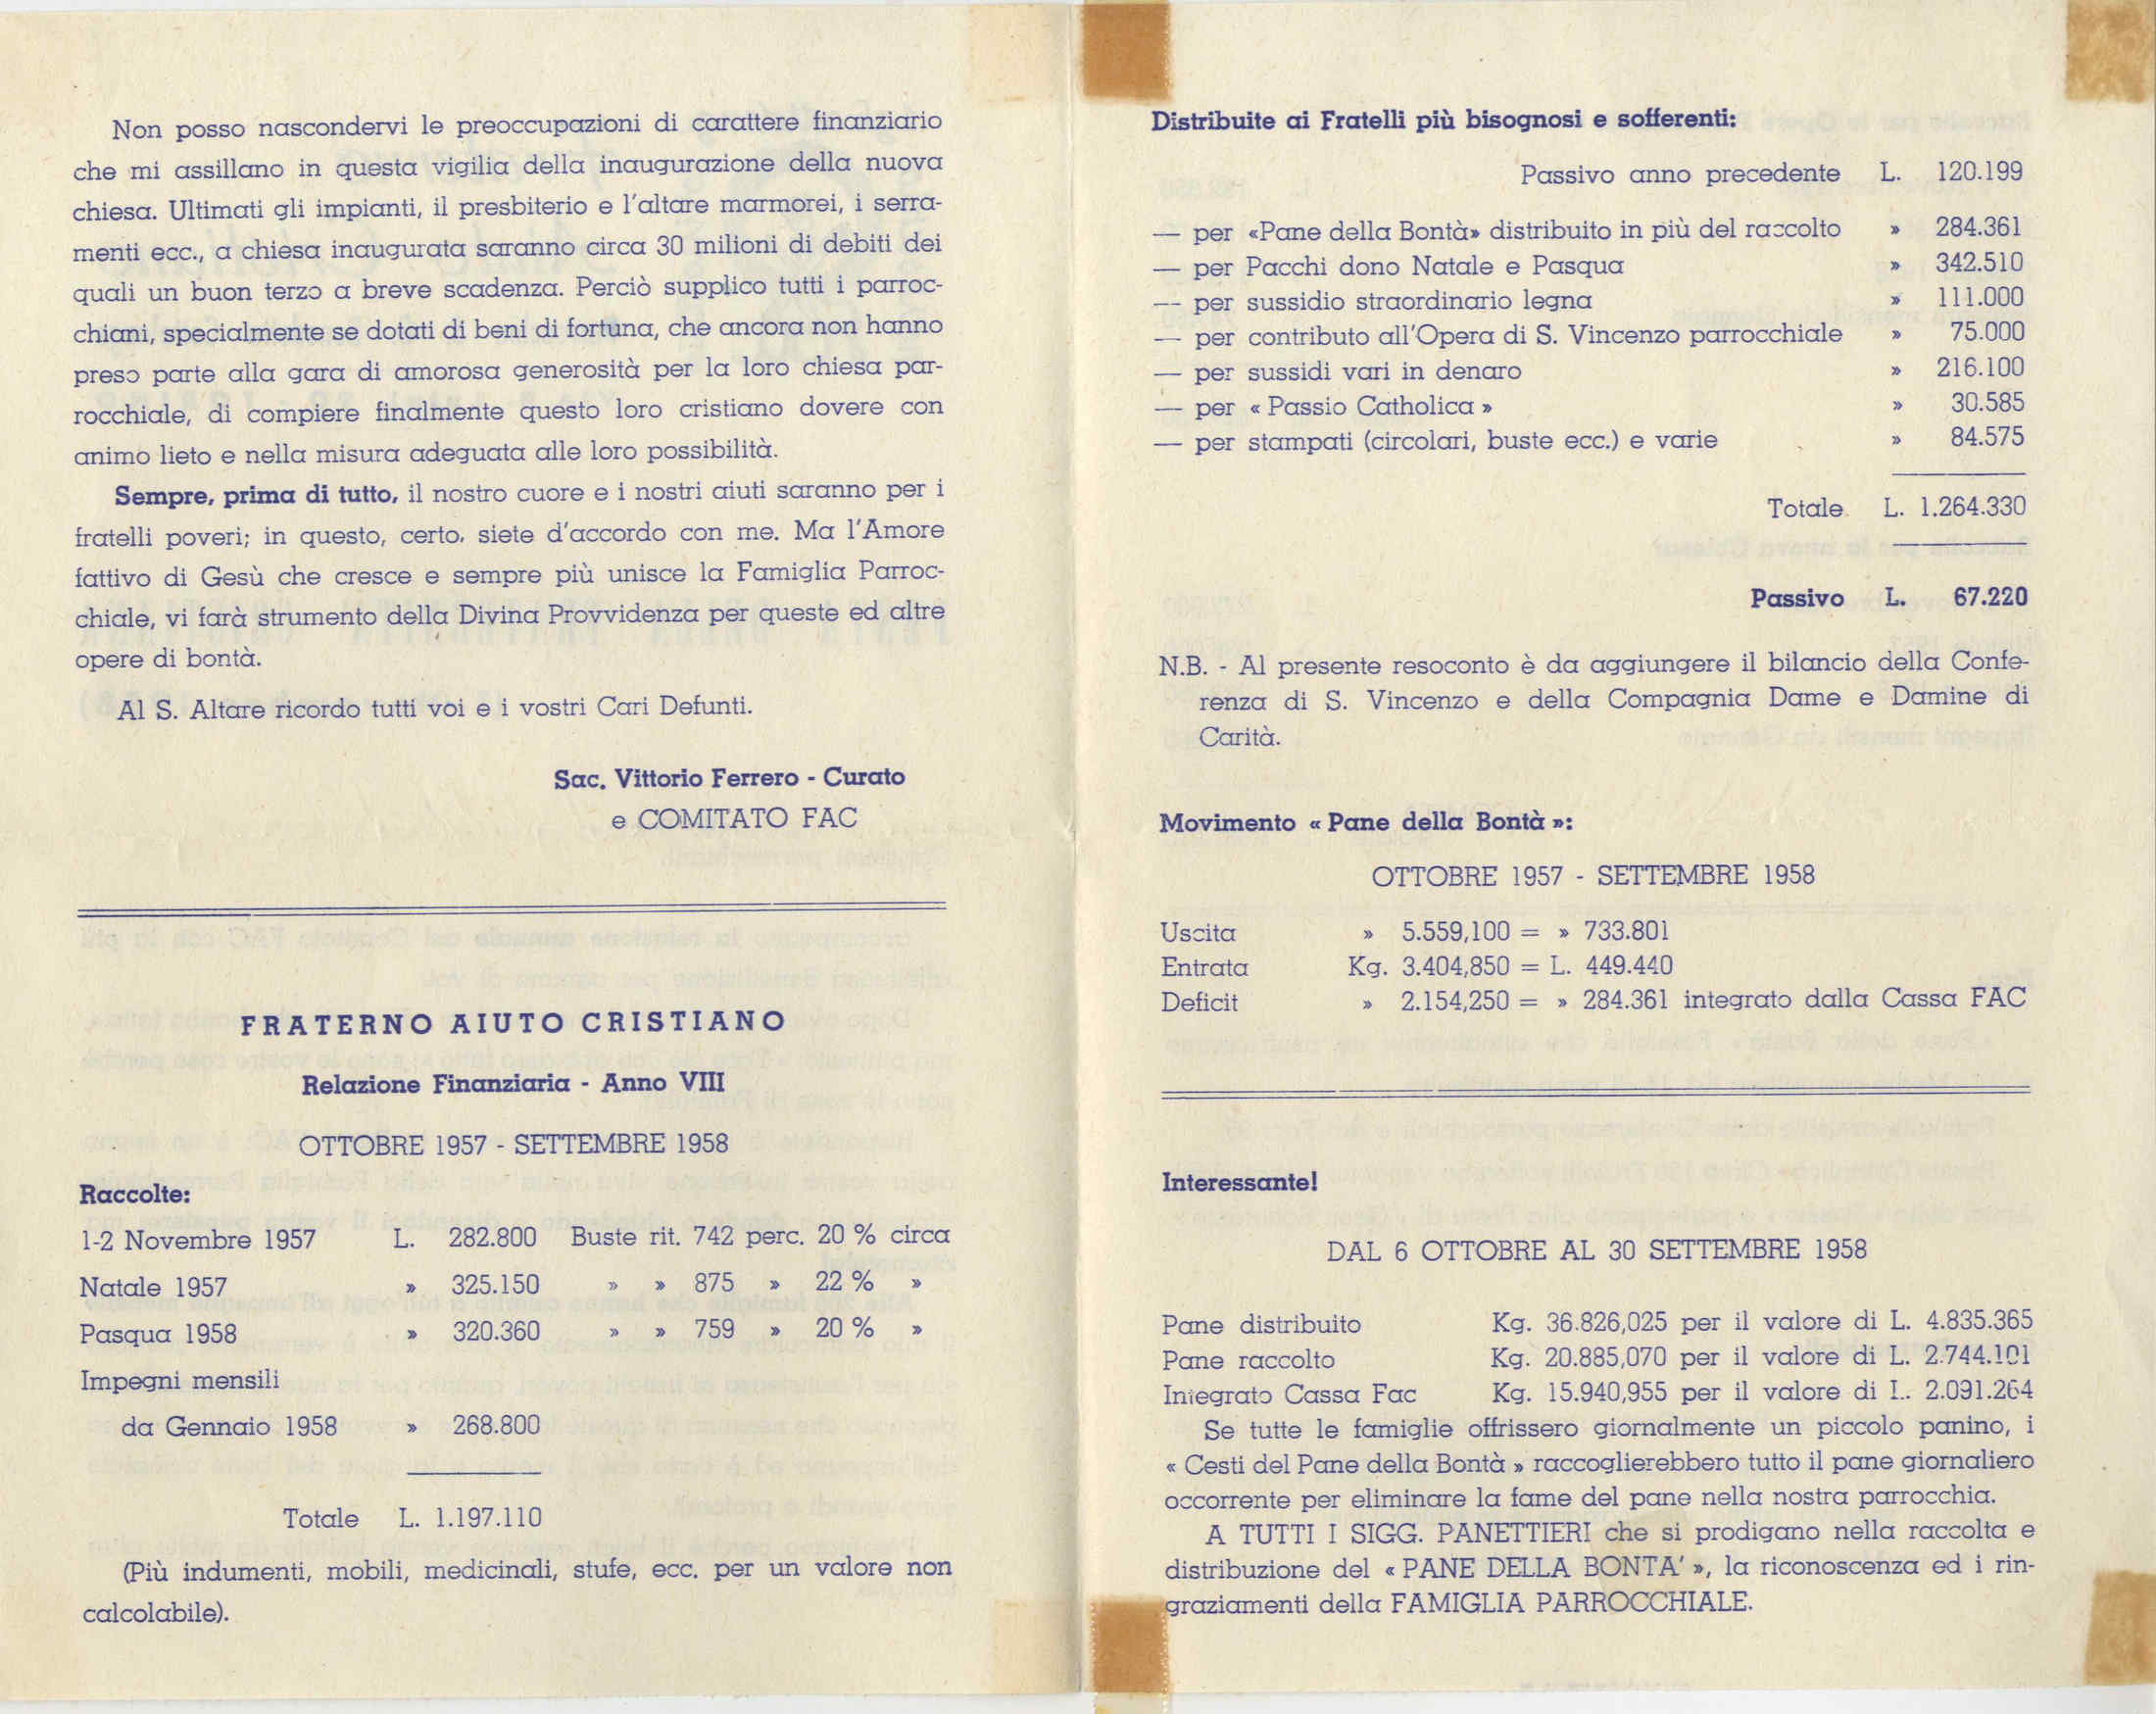 Non posso nascondervi le preoccupazioni di carattere finanziario
che mi assillano in questa vigilia della inaugurazione della nuova
chiesa. Ultimati gli impianti, il presbiterio e l'altare marmorei, i serra-
menti ecc., a chiesa inaugurata saranno circa 30 milioni di debiti dei
quali un buon terzo a breve scadenza. Perciò supplico tutti i parroc-
chiani, specialmente se dotati di beni di fortuna, che ancora non hanno
preso parte alla gara di amorosa generosità per la loro chiesa par-
rocchiale, di compiere finalmente questo loro cristiano dovere con
animo lieto e nella misura adeguata alle loro possibilità.
Sempre, prima di tutto, il nostro cuore e i nostri aiuti saranno per i
fratelli poveri; in questo, certo, siete d'accordo con me. Ma l'Amore
fattivo di Gesù che cresce e sempre più unisce la Famiglia Parroc-
chiale, vi farà strumento della Divina Provvidenza per queste ed altre
opere di bontà.
Al S. Altare ricordo tutti voi e i vostri Cari Defunti.
Sac. Vittorio Ferrero - Curato
e COMITATO FAC
FRATERNO AIUTO CRISTIANO
Relazione Finanziaria - Anno VIII
OTTOBRE 1957 - SETTEMBRE 1958
Raccolte:
1-2 Novembre 1957 L. 282.800 Buste rit. 742 perc. 20 % circa
Natale 1957 » 325.150 » » 875 » 22 % »
Pasqua 1958 » 320.360 » » 759 » 20 % »
Impegni mensili
da Gennaio 1958 » 268.800
Totale L. 1.197.110
(Più indumenti, mobili, medicinali, stufe, ecc. per un valore non
calcolabile).
Distribuite ai Fratelli più bisognosi e sofferenti:
Passivo anno precedente L. 120.199
— per «Pane della Bontà» distribuito in più del raccolto » 284.361
— per Pacchi dono Natale e Pasqua » 342.510
— per sussidio straordinario legna » 111.000
— per contributo all'Opera di S. Vincenzo parrocchiale » 75.000
— per sussidi vari in denaro » 216.100
— per « Passio Catholica » » 30.585
— per stampati (circolari, buste ecc.) e varie » 84.575
Totale L. 1.264.330
Passivo L. 67.220
N.B. - Al presente resoconto è da aggiungere il bilancio della Confe-
renza di S. Vincenzo e della Compagnia Dame e Damine di
Carità.
Movimento « Pane della Bontà »:
OTTOBRE 1957 - SETTEMBRE 1958
Uscita » 5.559,100 = » 733.801
Entrata Kg. 3.404,850 = L. 449.440
Deficit » 2.154,250 = » 284.361 integrato dalla Cassa FAC
Interessante!
DAL 6 OTTOBRE AL 30 SETTEMBRE 1958
Pane distribuito Kg. 36.826,025 per il valore di L. 4.835.365
Pane raccolto Kg. 20.885,070 per il valore di L. 2.744.101
Integrato Cassa Fac Kg. 15.940,955 per il valore di L. 2.091.264
Se tutte le famiglie offrissero giornalmente un piccolo panino, i
« Cesti del Pane della Bontà » raccoglierebbero tutto il pane giornaliero
occorrente per eliminare la fame del pane nella nostra parrocchia.
A TUTTI I SIGG. PANETTIERI che si prodigano nella raccolta e
distribuzione del « PANE DELLA BONTA' », la riconoscenza ed i rin-
graziamenti della FAMIGLIA PARROCCHIALE.